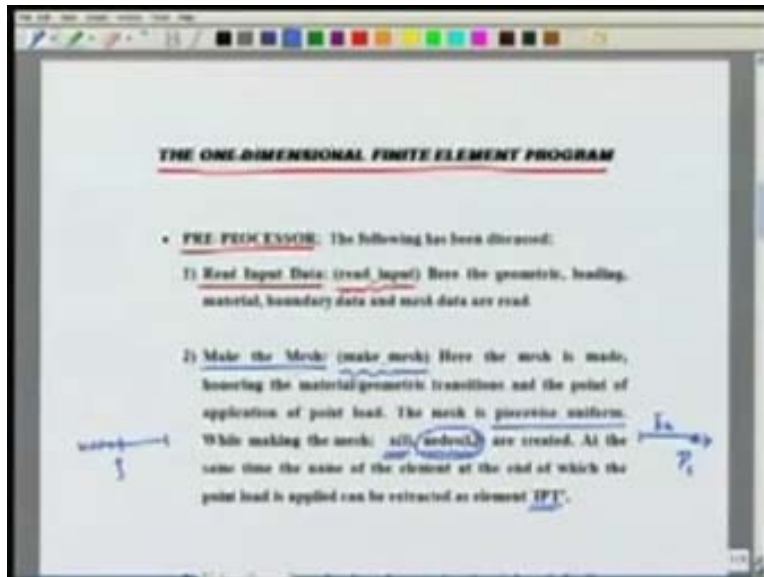 THE ONE-DIMENSIONAL FINITE ELEMENT PROGRAM
• PRE-PROCESSOR: The following has been discussed:
1) Read Input Data: (read_input) Here the geometric, loading,
material, boundary data and mesh data are read
2) Make the Mesh: (make_mesh) Here the mesh is made,
honoring the material/geometric transitions and the point of
application of point load. The mesh is piecewise uniform.
While making the mesh: x(i), are created. At the
same time the name of the element at the end of which the
point load is applied can be extracted as element 'IPT'.